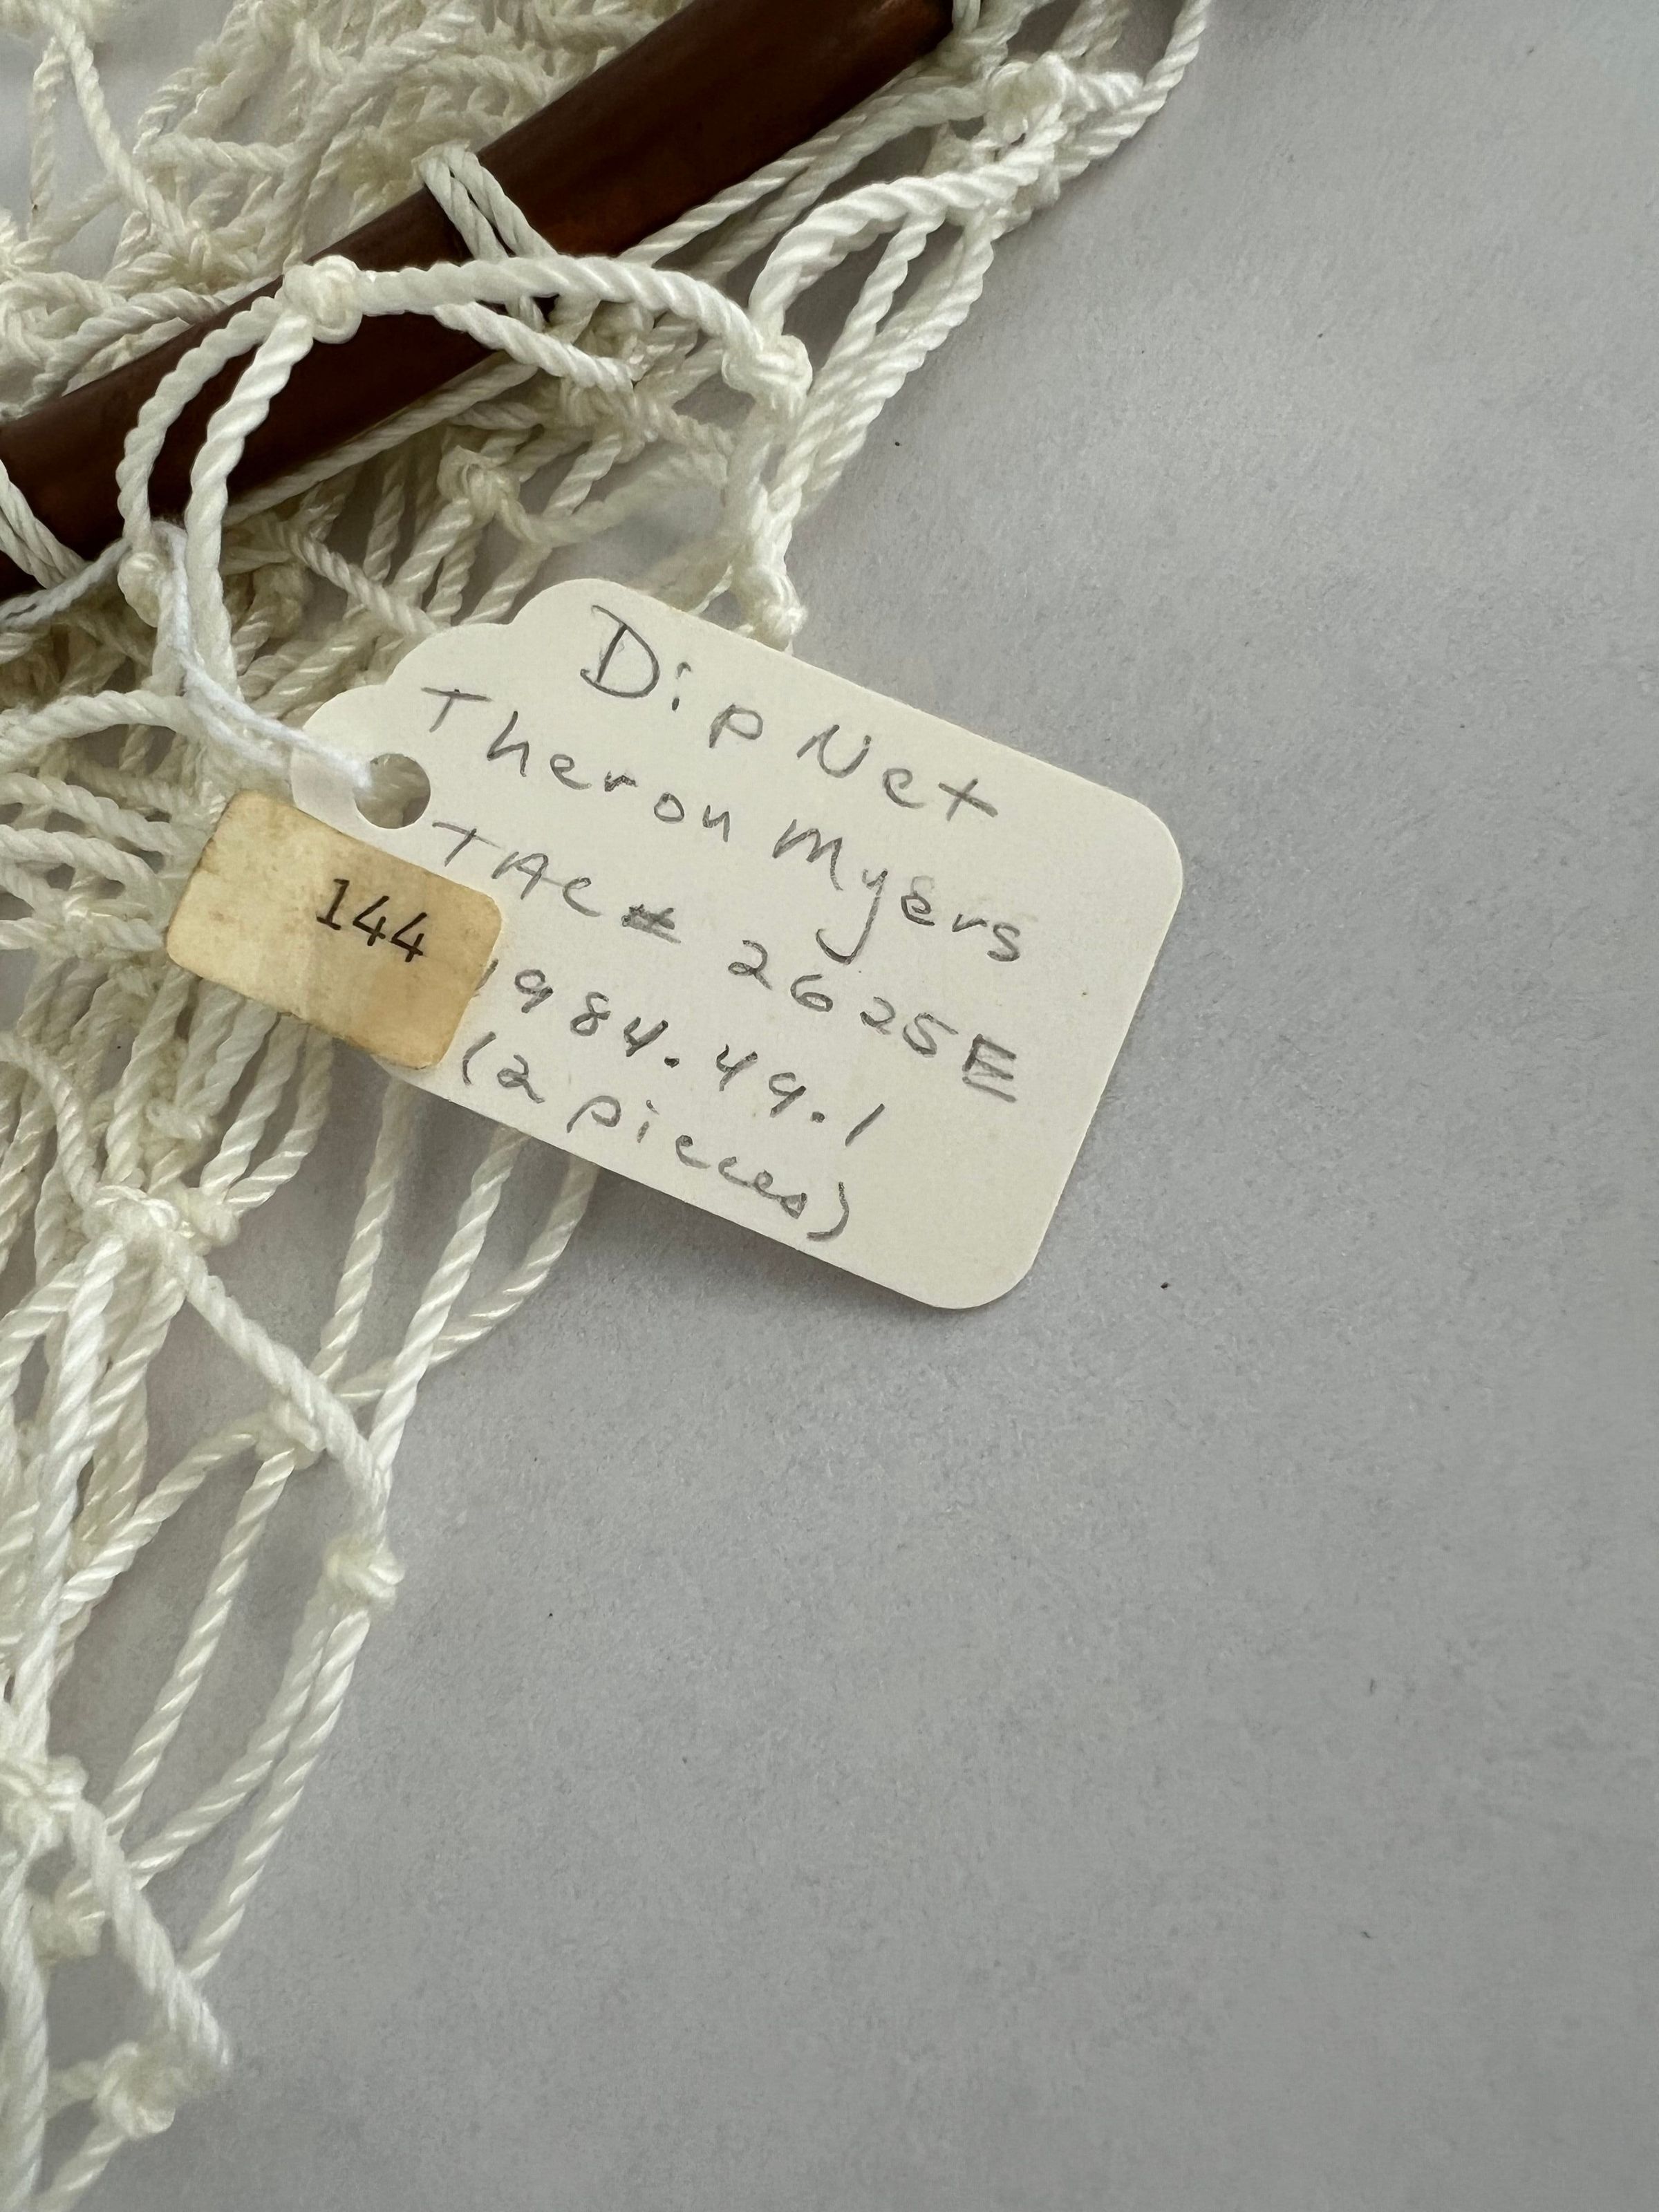 Dip Net
Theron Myers
TAC # 2625E
1984.49.1
(2 pieces)
144